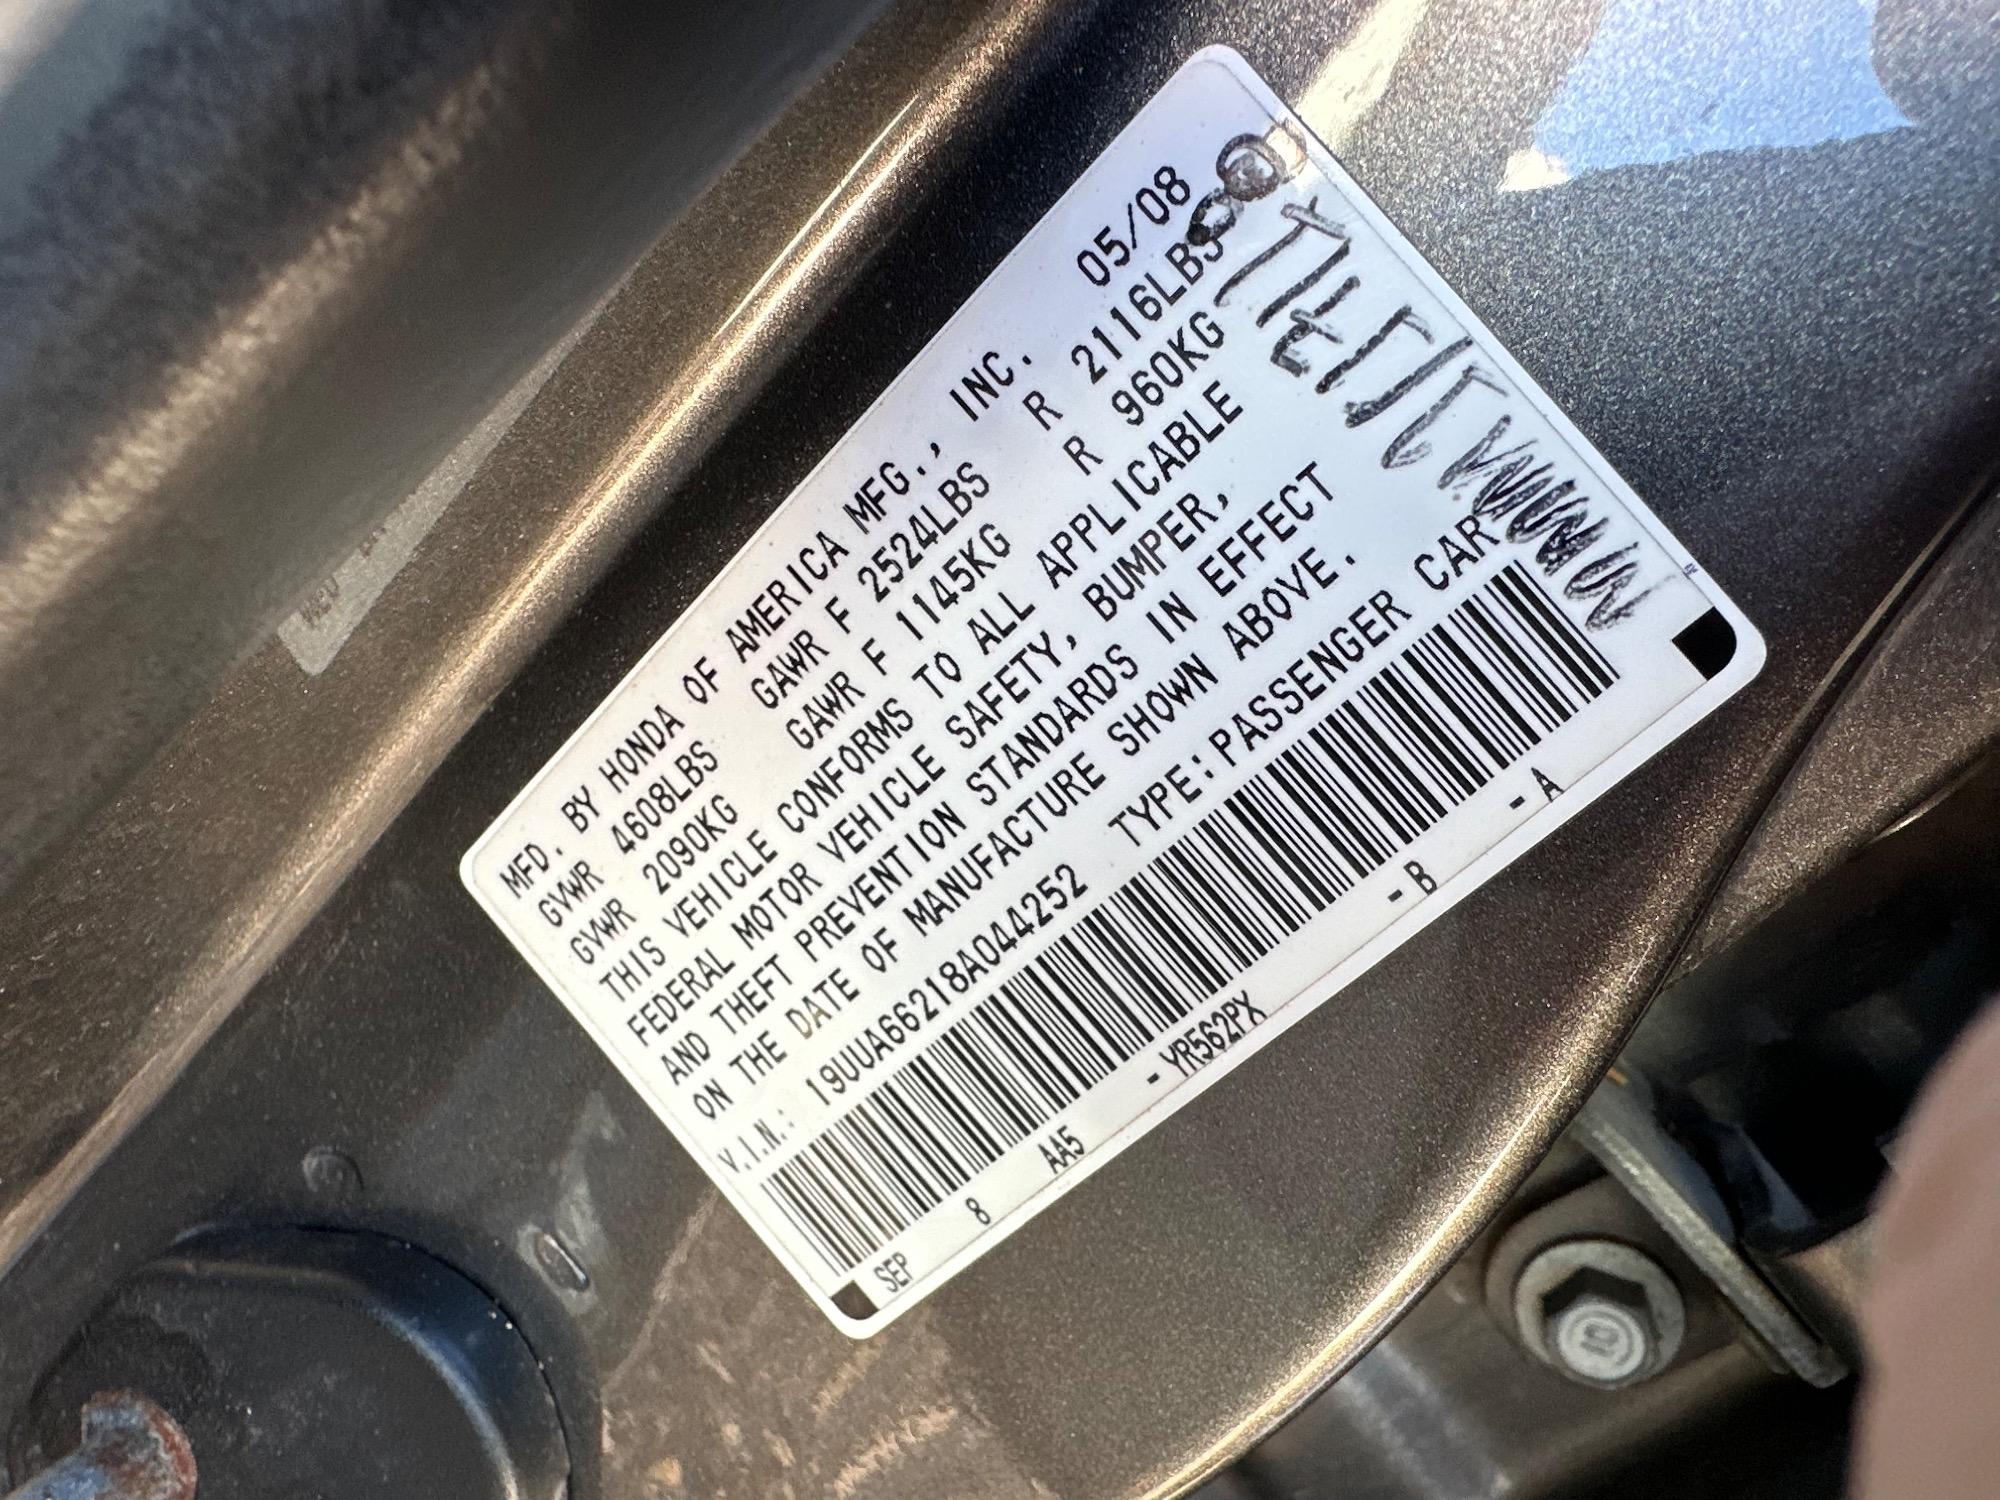 MFD. BY HONDA OF AMERICA MFG., INC. 05/08
GVWR 4608LBS GAWR F 2524LBS R 2116LBS
GVWR 2090KG GAWR F 1145KG R 960KG
THIS VEHICLE CONFORMS TO ALL APPLICABLE
FEDERAL MOTOR VEHICLE SAFETY, BUMPER,
AND THEFT PREVENTION STANDARDS IN EFFECT
ON THE DATE OF MANUFACTURE SHOWN ABOVE.
V.I.N.: 19UUA66218A044252 TYPE: PASSENGER CAR
SEP 8 AA5 - YR562PX - B - A
10